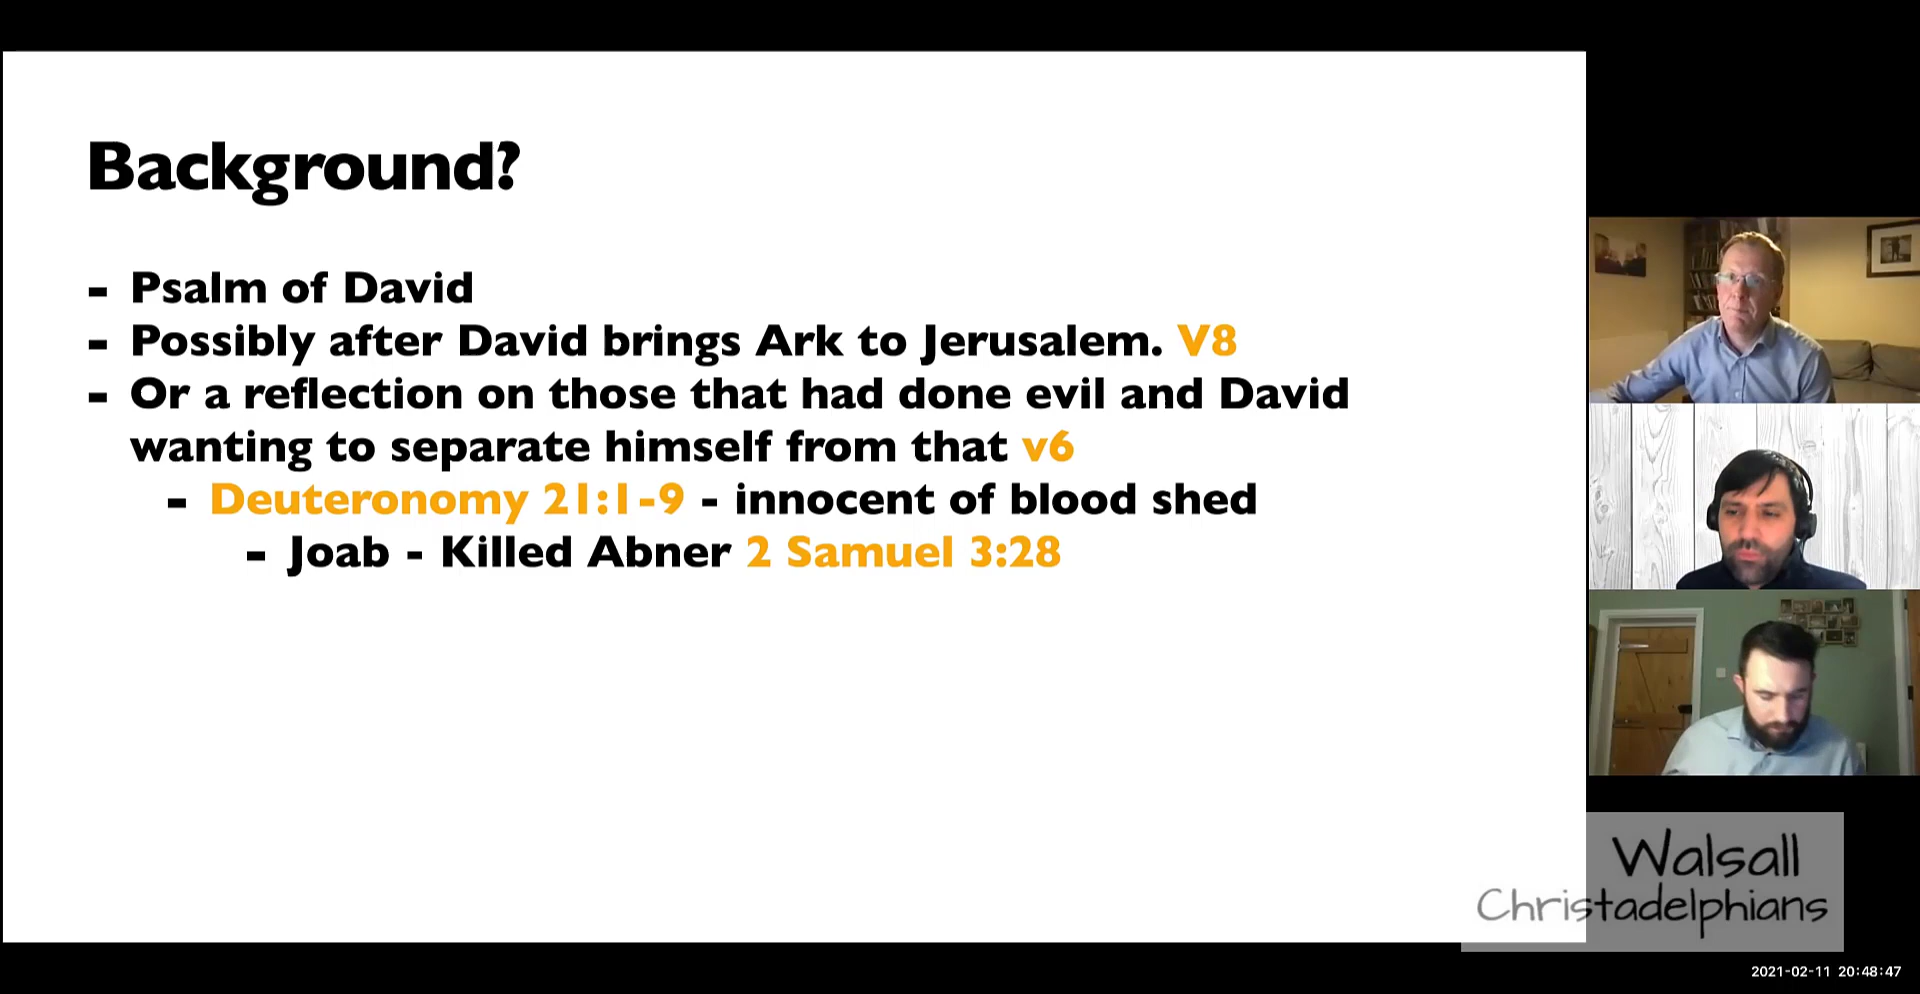 Background?
- Psalm of David
- Possibly after David brings Ark to Jerusalem. V8
- Or a reflection on those that had done evil and David
wanting to separate himself from that v6
- Deuteronomy 21:1-9 - innocent of blood shed
- Joab - Killed Abner 2 Samuel 3:28
Walsall
Christadelphians
2021-02-11 20:48:47